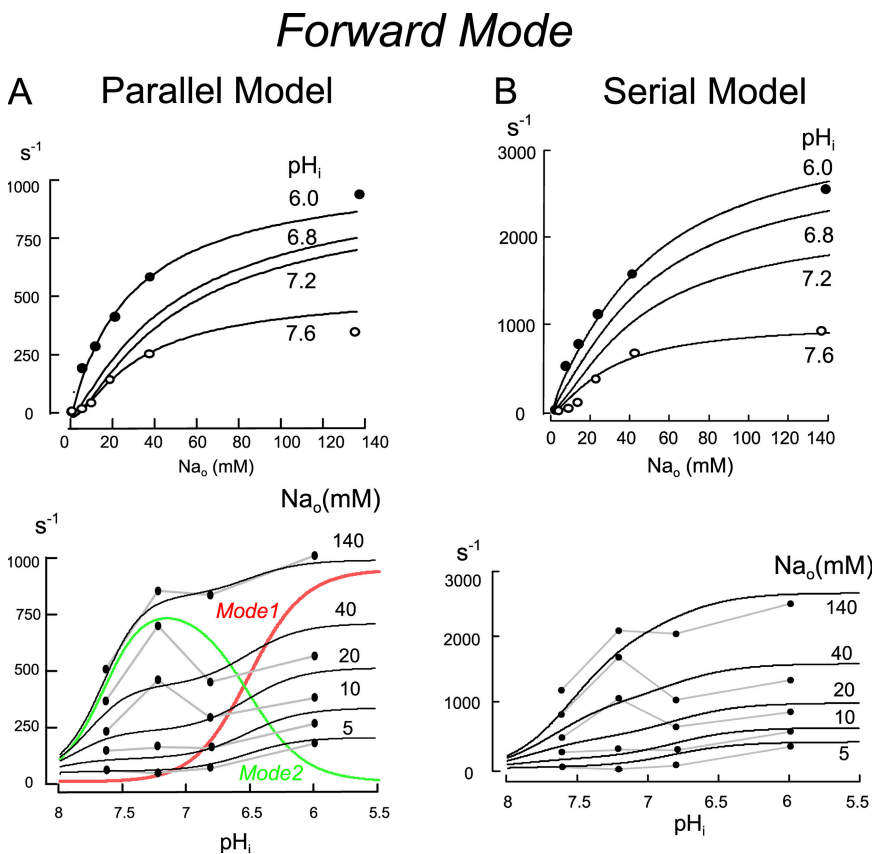 Forward Mode
A Parallel Model
s⁻¹
pHᵢ
1000
750
500
250
0
6.0
6.8
7.2
7.6
0 20 40 60 80 100 120 140
Naₒ (mM)
B Serial Model
s⁻¹
pHᵢ
3000
2000
1000
0
6.0
6.8
7.2
7.6
0 20 40 60 80 100 120 140
Naₒ (mM)
Naₒ(mM)
s⁻¹
1000
750
500
250
0
140
40
20
10
5
Mode1
Mode2
8 7.5 7 6.5 6 5.5
pHᵢ
s⁻¹
Naₒ(mM)
3000
2000
1000
0
140
40
20
10
5
8 7.5 7 6.5 6 5.5
pHᵢ